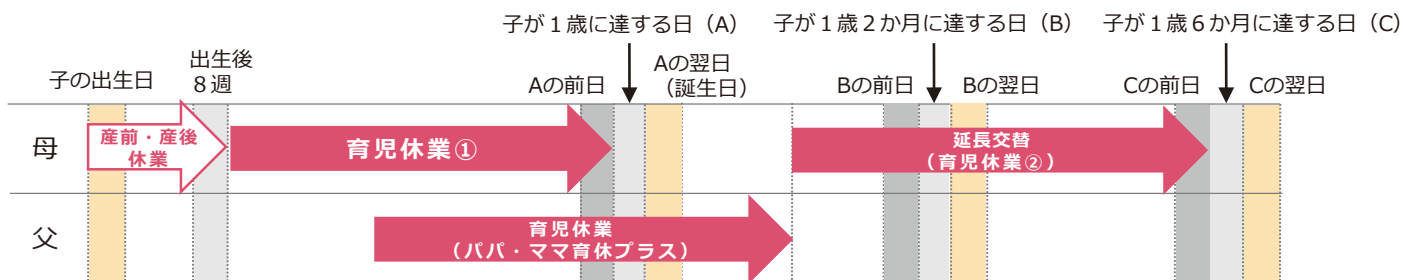 子が１歳に達する日（A） 子が１歳２か月に達する日（B） 子が１歳６か月に達する日（C）
子の出生日
出生後
８週
Aの前日
Aの翌日
（誕生日）
Bの前日
Bの翌日
Cの前日
Cの翌日
母
産前・産後
休業
育児休業①
延長交替
（育児休業②）
父
育児休業
（パパ・ママ育休プラス）